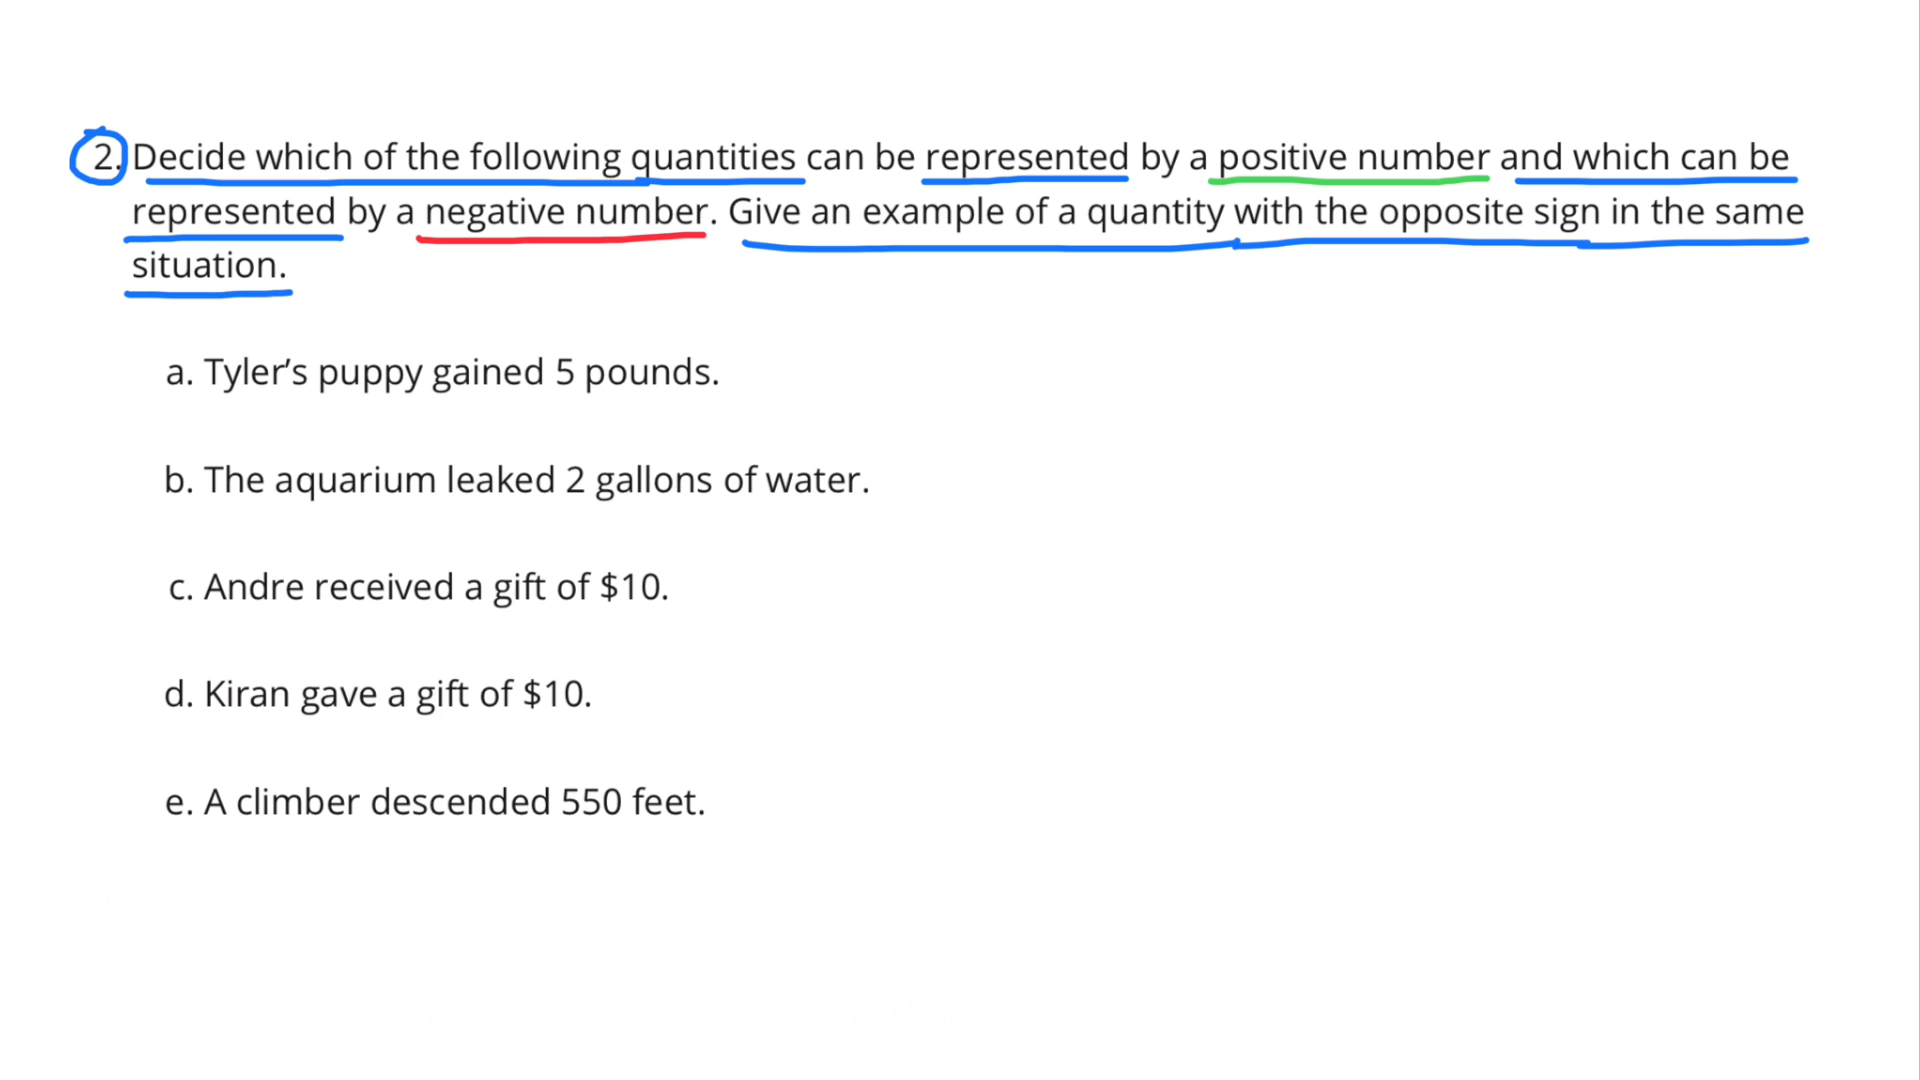 2. Decide which of the following quantities can be represented by a positive number and which can be
represented by a negative number. Give an example of a quantity with the opposite sign in the same
situation.
a. Tyler’s puppy gained 5 pounds.
b. The aquarium leaked 2 gallons of water.
c. Andre received a gift of $10.
d. Kiran gave a gift of $10.
e. A climber descended 550 feet.